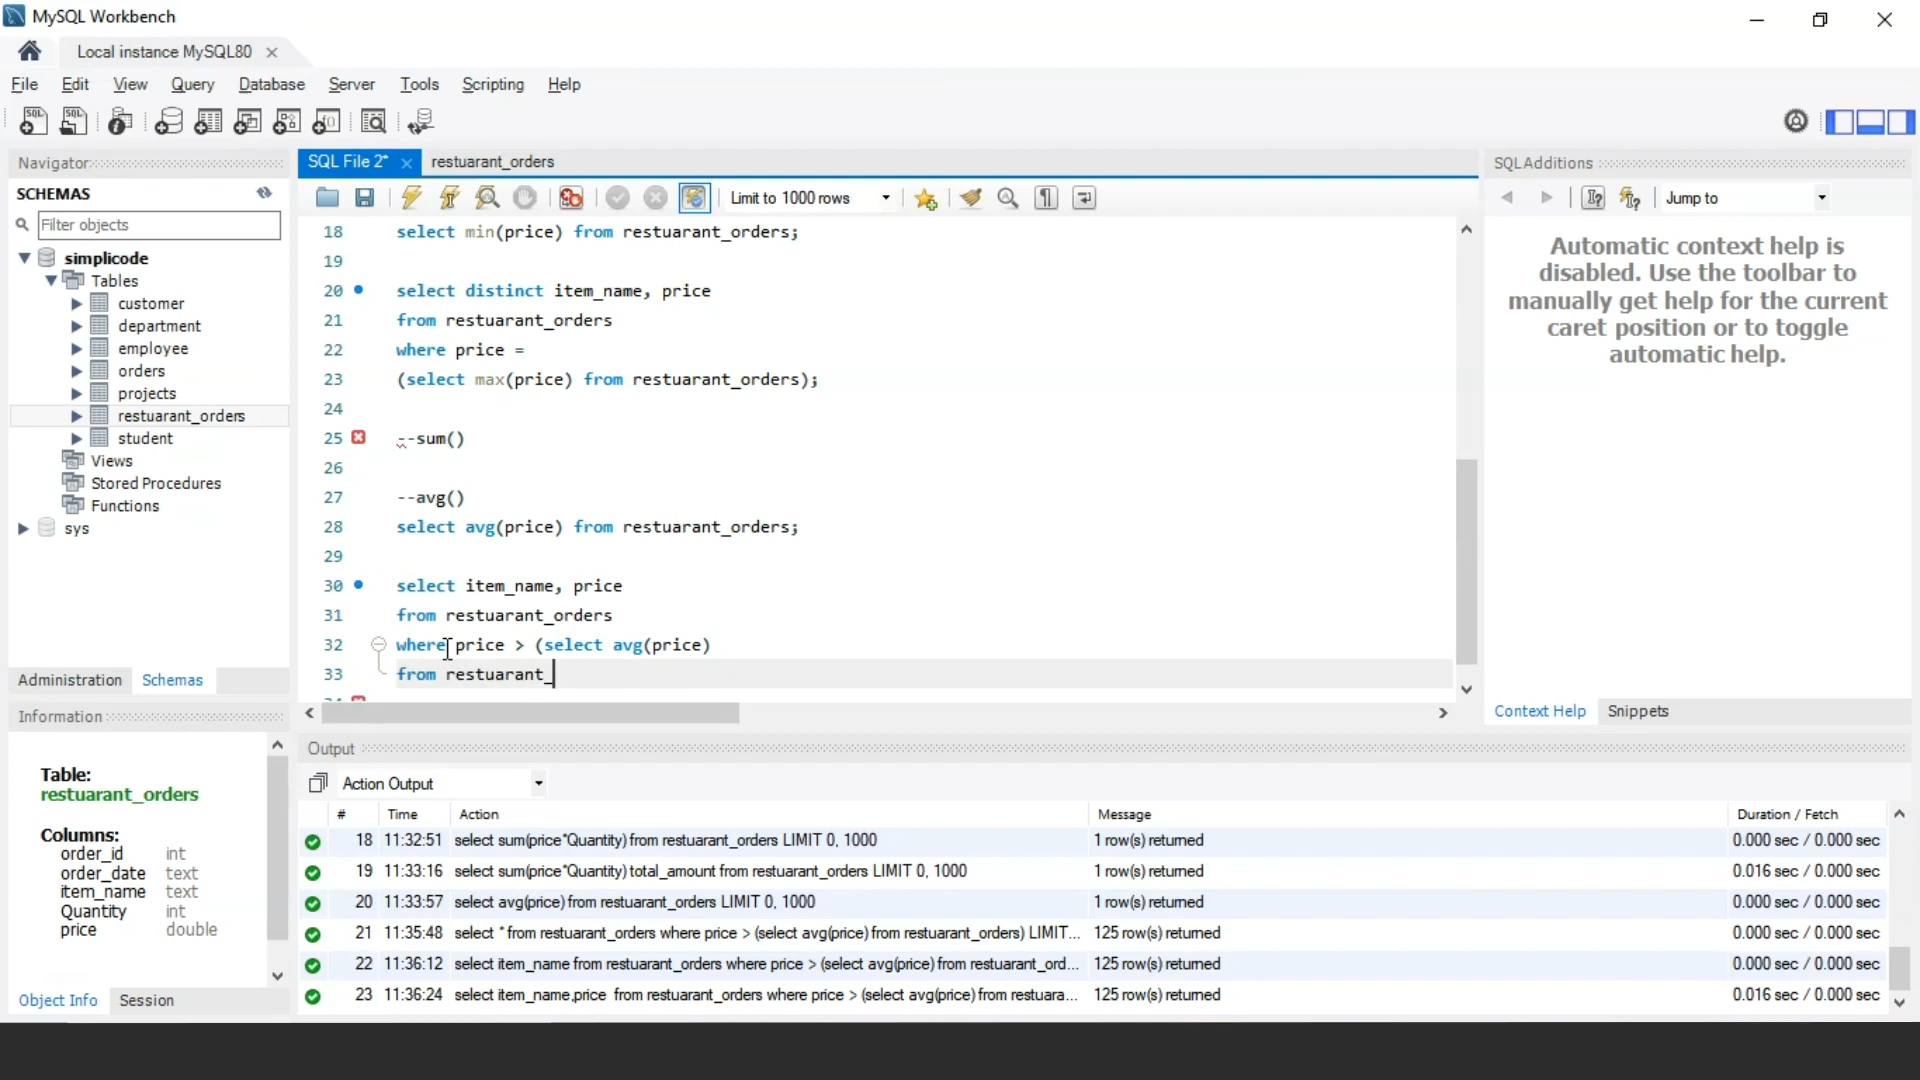 MySQL Workbench
Local instance MySQL80
File Edit View Query Database Server Tools Scripting Help
Navigator
SCHEMAS
Filter objects
simplicode
Tables
customer
department
employee
orders
projects
restuarant_orders
student
Views
Stored Procedures
Functions
sys
Administration Schemas
Information
Table:
restuarant_orders
Columns:
order_id int
order_date text
item_name text
Quantity int
price double
Object Info Session
SQL File 2* restuarant_orders
Limit to 1000 rows
18 select min(price) from restuarant_orders;
19
20 select distinct item_name, price
21 from restuarant_orders
22 where price =
23 (select max(price) from restuarant_orders);
24
25 --sum()
26
27 --avg()
28 select avg(price) from restuarant_orders;
29
30 select item_name, price
31 from restuarant_orders
32 where price > (select avg(price)
33 from restuarant_
SQLAdditions
Jump to
Automatic context help is
disabled. Use the toolbar to
manually get help for the current
caret position or to toggle
automatic help.
Context Help Snippets
Output
Action Output
# Time Action Message Duration / Fetch
18 11:32:51 select sum(price*Quantity) from restuarant_orders LIMIT 0, 1000 1 row(s) returned 0.000 sec / 0.000 sec
19 11:33:16 select sum(price*Quantity) total_amount from restuarant_orders LIMIT 0, 1000 1 row(s) returned 0.016 sec / 0.000 sec
20 11:33:57 select avg(price) from restuarant_orders LIMIT 0, 1000 1 row(s) returned 0.000 sec / 0.000 sec
21 11:35:48 select * from restuarant_orders where price > (select avg(price) from restuarant_orders) LIMIT... 125 row(s) returned 0.000 sec / 0.000 sec
22 11:36:12 select item_name from restuarant_orders where price > (select avg(price) from restuarant_ord... 125 row(s) returned 0.000 sec / 0.000 sec
23 11:36:24 select item_name,price from restuarant_orders where price > (select avg(price) from restuara... 125 row(s) returned 0.016 sec / 0.000 sec